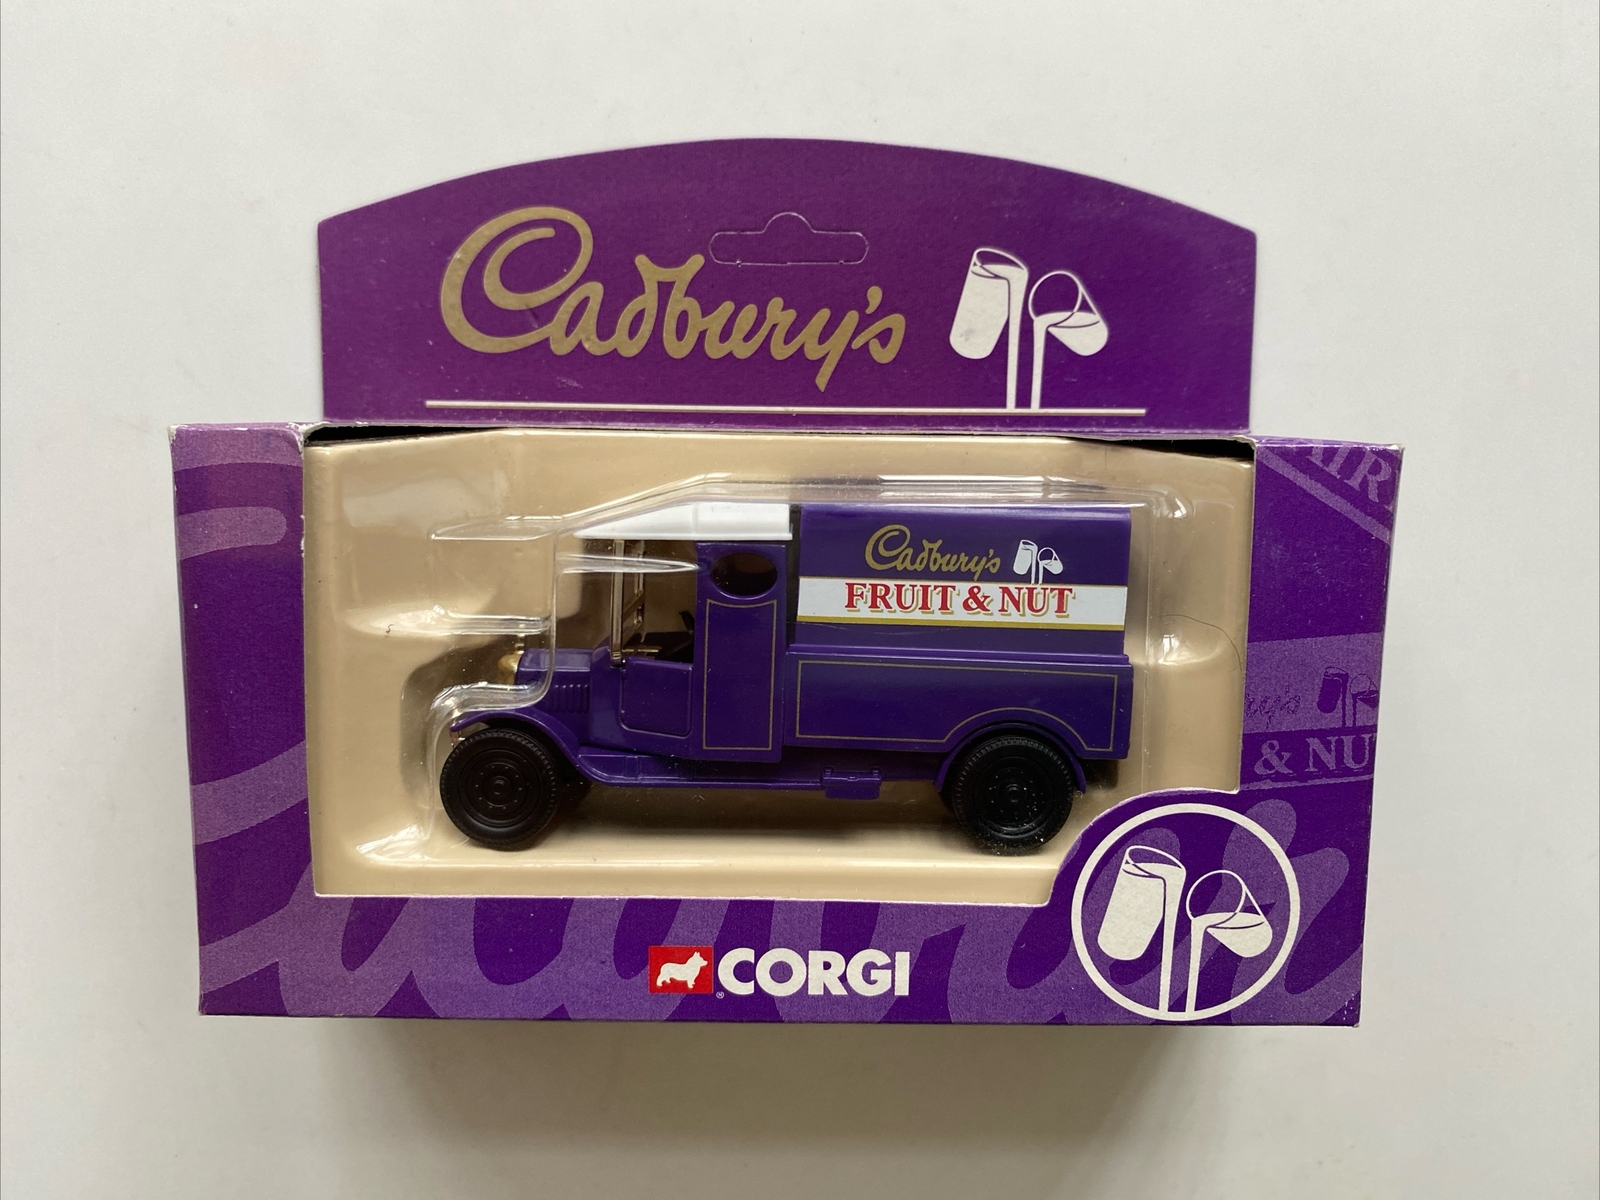 Cadbury's
Cadbury's
FRUIT & NUT
& NU
CORGI